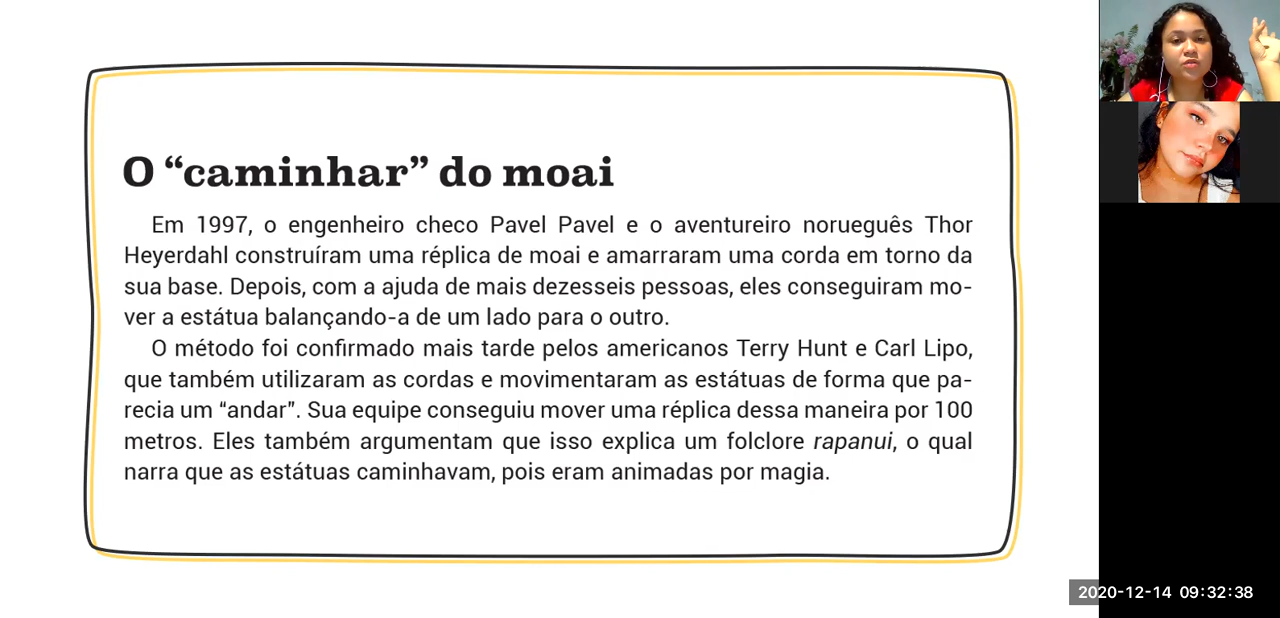 O “caminhar” do moai
Em 1997, o engenheiro checo Pavel Pavel e o aventureiro norueguês Thor
Heyerdahl construíram uma réplica de moai e amarraram uma corda em torno da
sua base. Depois, com a ajuda de mais dezesseis pessoas, eles conseguiram mo-
ver a estátua balançando-a de um lado para o outro.
O método foi confirmado mais tarde pelos americanos Terry Hunt e Carl Lipo,
que também utilizaram as cordas e movimentaram as estátuas de forma que pa-
recia um “andar”. Sua equipe conseguiu mover uma réplica dessa maneira por 100
metros. Eles também argumentam que isso explica um folclore rapanui, o qual
narra que as estátuas caminhavam, pois eram animadas por magia.
2020-12-14 09:32:38